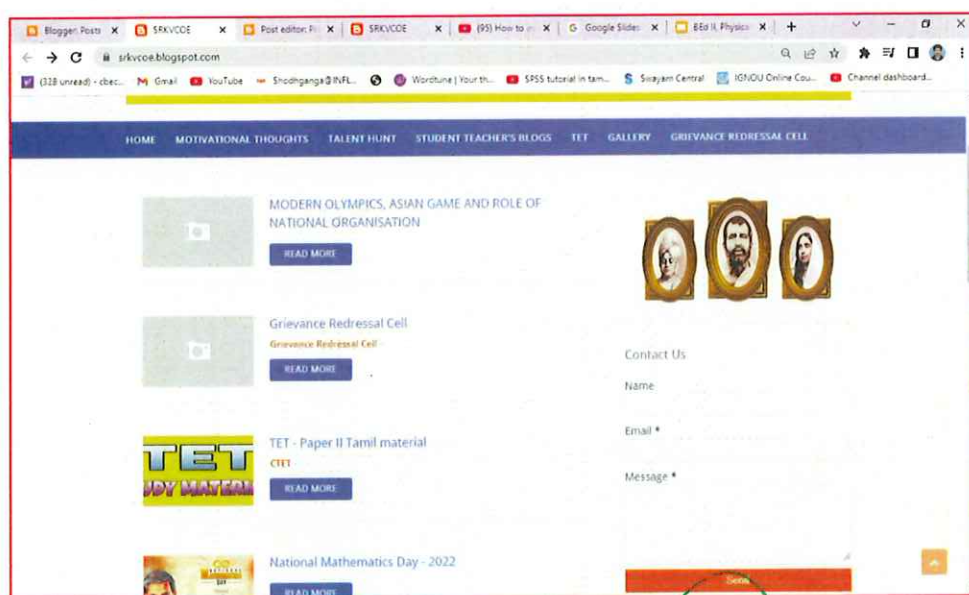 Blogger: Posts
SRKVCOE
Post editor: P
SRKVCOE
(95) How to
Google Slides
BEd II, Physics
srkvcoe.blogspot.com
(328 unread) - cbec...
Gmail
YouTube
Shodhganga@INFL...
Wordtune | Your th...
SPSS tutorial in tam...
Swayam Central
IGNOU Online Cou...
Channel dashboard...
HOME MOTIVATIONAL THOUGHTS TALENT HUNT STUDENT TEACHER'S BLOGS TET GALLERY GRIEVANCE REDRESSAL CELL
MODERN OLYMPICS, ASIAN GAME AND ROLE OF
NATIONAL ORGANISATION
READ MORE
Grievance Redressal Cell
Grievance Redressal Cell
READ MORE
TET
TET - Paper II Tamil material
CTET
READ MORE
National Mathematics Day - 2022
READ MORE
Contact Us
Name
Email *
Message *
Send